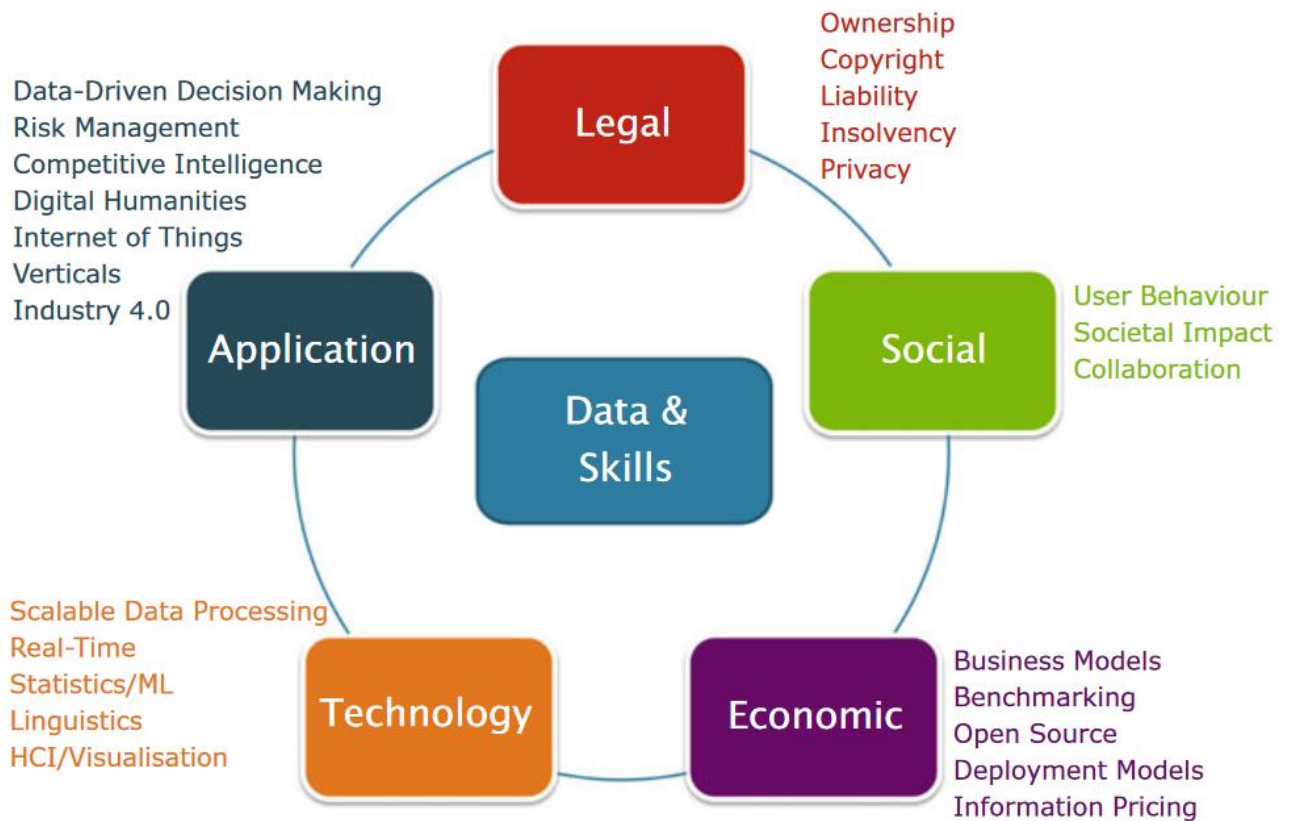 Legal
Ownership
Copyright
Liability
Insolvency
Privacy
Data-Driven Decision Making
Risk Management
Competitive Intelligence
Digital Humanities
Internet of Things
Verticals
Industry 4.0
Application
Social
User Behaviour
Societal Impact
Collaboration
Data &
Skills
Scalable Data Processing
Real-Time
Statistics/ML
Linguistics
HCI/Visualisation
Technology
Economic
Business Models
Benchmarking
Open Source
Deployment Models
Information Pricing